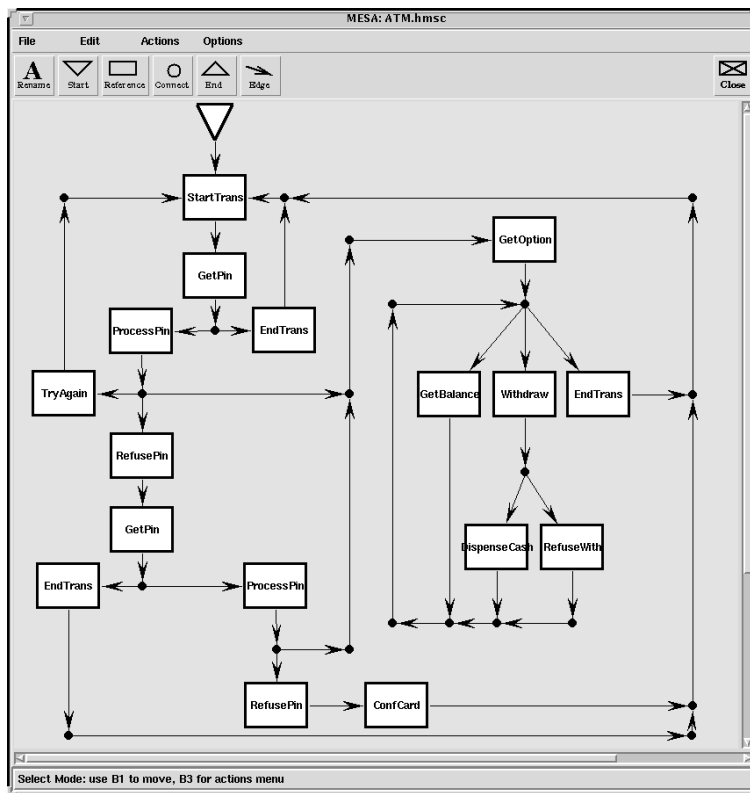 MESA: ATM.hmsc
File Edit Actions Options
A
Rename Start Reference Connect End Edge Close
StartTrans
GetOption
GetPin
ProcessPin EndTrans
TryAgain GetBalance Withdraw EndTrans
RefusePin
GetPin
DispenseCash RefuseWith
EndTrans ProcessPin
RefusePin ConfCard
Select Mode: use B1 to move, B3 for actions menu